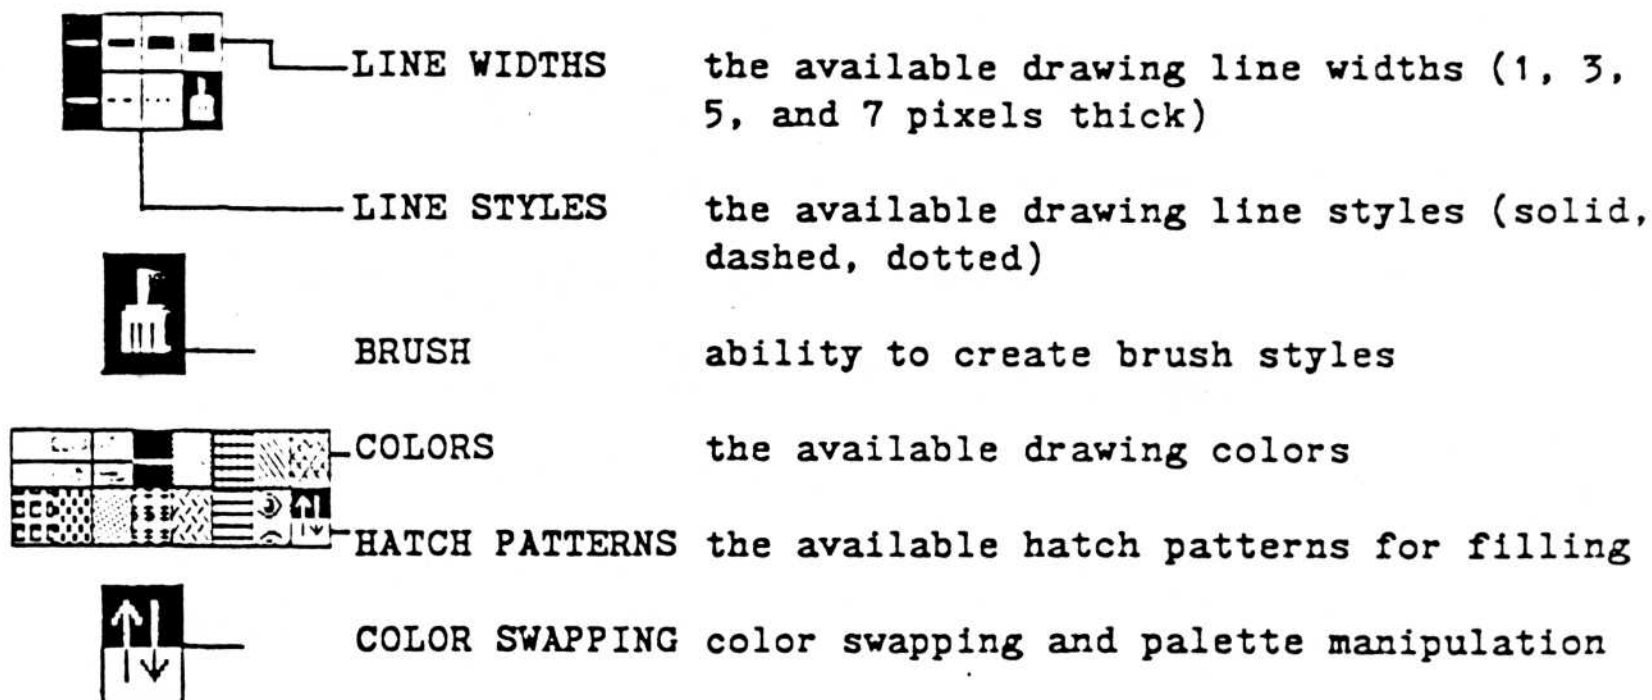 LINE WIDTHS the available drawing line widths (1, 3,
5, and 7 pixels thick)
LINE STYLES the available drawing line styles (solid,
dashed, dotted)
BRUSH ability to create brush styles
COLORS the available drawing colors
HATCH PATTERNS the available hatch patterns for filling
COLOR SWAPPING color swapping and palette manipulation